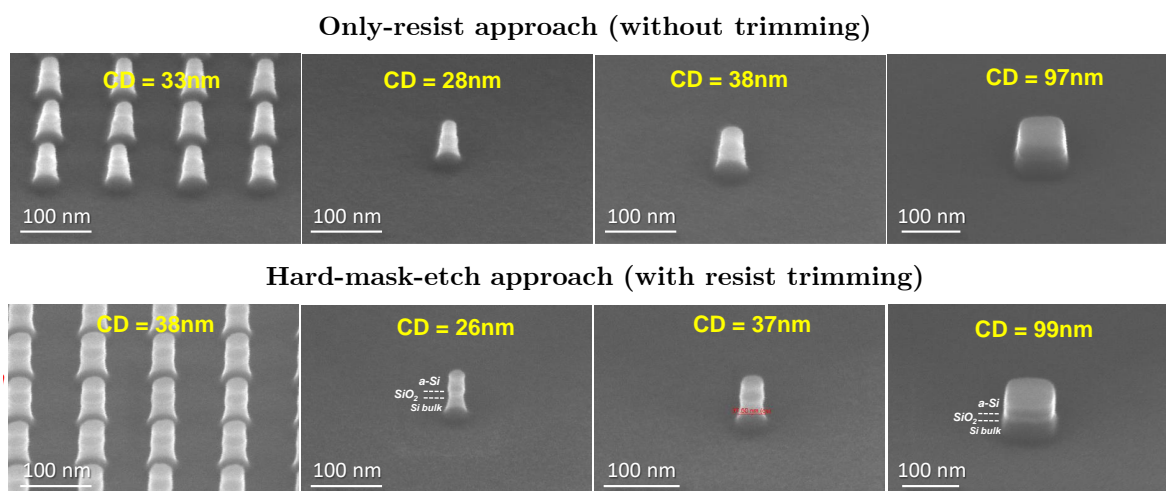 Only-resist approach (without trimming)
CD = 33nm
CD = 28nm
CD = 38nm
CD = 97nm
100 nm
100 nm
100 nm
100 nm
Hard-mask-etch approach (with resist trimming)
CD = 38nm
CD = 26nm
CD = 37nm
CD = 99nm
a-Si
SiO₂
Si bulk
a-Si
SiO₂
Si bulk
100 nm
100 nm
100 nm
100 nm